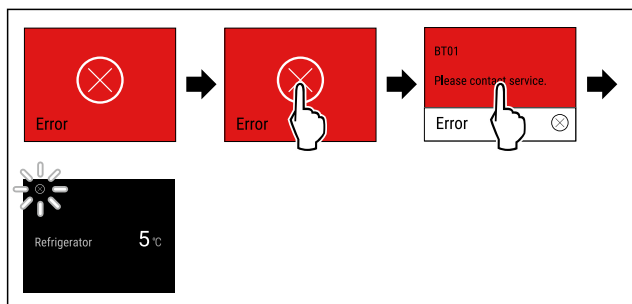 Error
Error
BT01
Please contact service.
Error
Refrigerator 5 °C